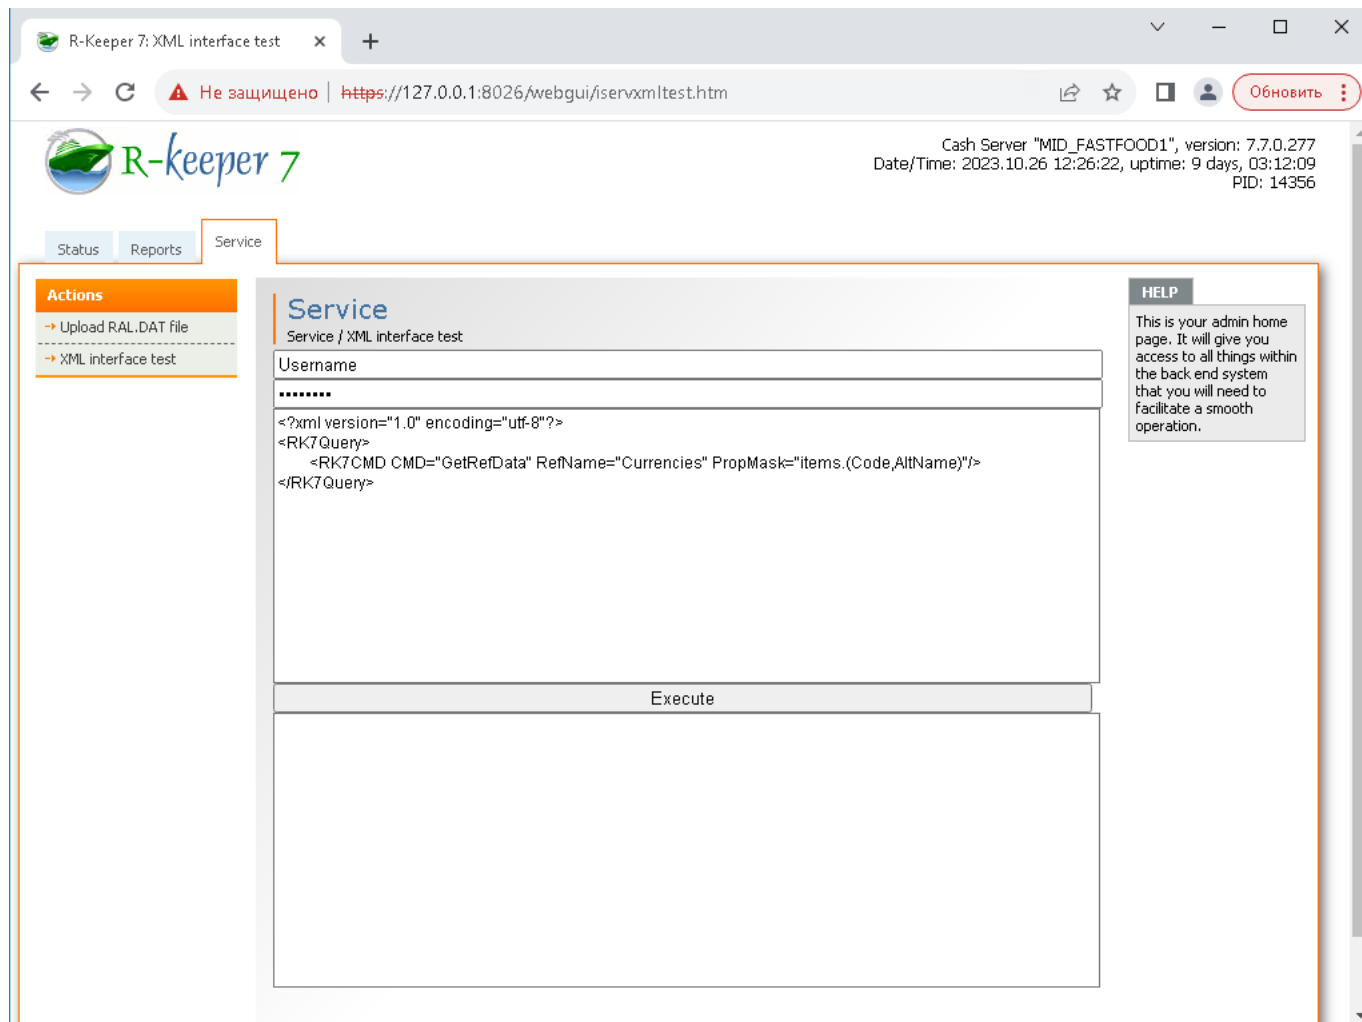 R-Keeper 7: XML interface test
Не защищено https://127.0.0.1:8026/webgui/iservxmltest.htm
Обновить
R-keeper 7
Cash Server "MID_FASTFOOD1", version: 7.7.0.277
Date/Time: 2023.10.26 12:26:22, uptime: 9 days, 03:12:09
PID: 14356
Status Reports Service
Actions
Upload RAL.DAT file
XML interface test
Service
Service / XML interface test
Username
••••••••
<?xml version="1.0" encoding="utf-8"?>
<RK7Query>
<RK7CMD CMD="GetRefData" RefName="Currencies" PropMask="items.(Code,AltName)"/>
</RK7Query>
Execute
HELP
This is your admin home
page. It will give you
access to all things within
the back end system
that you will need to
facilitate a smooth
operation.